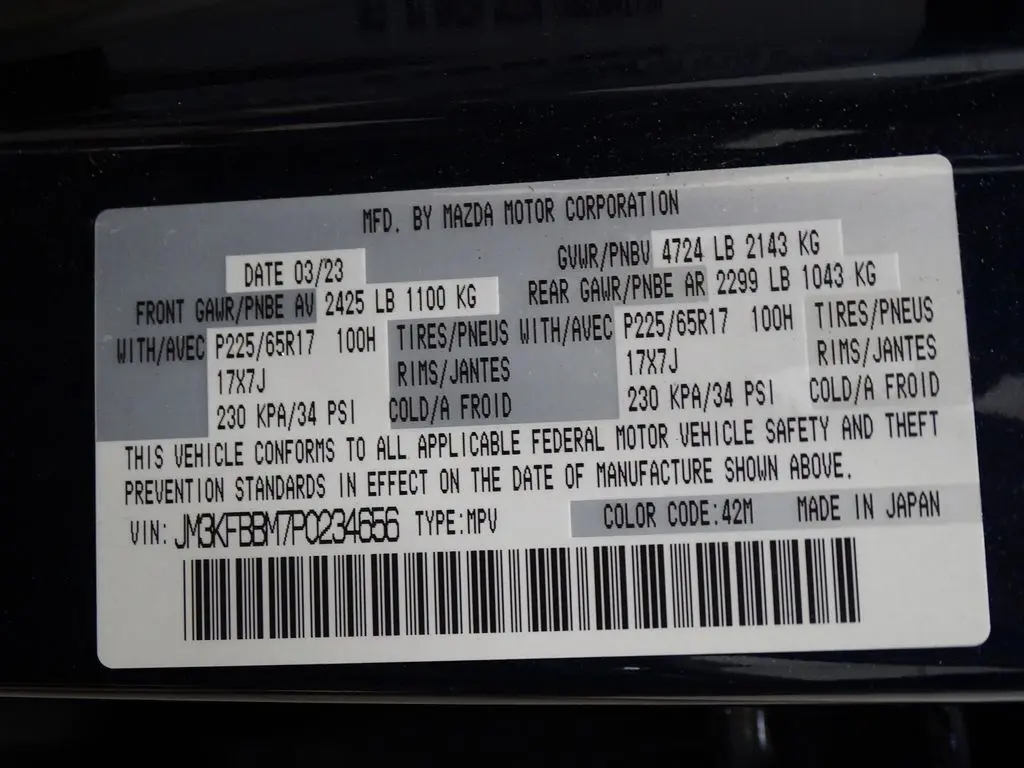 MFD. BY MAZDA MOTOR CORPORATION
DATE 03/23 GVWR/PNBV 4724 LB 2143 KG
FRONT GAWR/PNBE AV 2425 LB 1100 KG REAR GAWR/PNBE AR 2299 LB 1043 KG
WITH/AVEC P225/65R17 100H TIRES/PNEUS WITH/AVEC P225/65R17 100H TIRES/PNEUS
17X7J RIMS/JANTES 17X7J RIMS/JANTES
230 KPA/34 PSI COLD/A FROID 230 KPA/34 PSI COLD/A FROID
THIS VEHICLE CONFORMS TO ALL APPLICABLE FEDERAL MOTOR VEHICLE SAFETY AND THEFT
PREVENTION STANDARDS IN EFFECT ON THE DATE OF MANUFACTURE SHOWN ABOVE.
VIN: JM3KFBBM7P0234656 TYPE:MPV COLOR CODE:42M MADE IN JAPAN